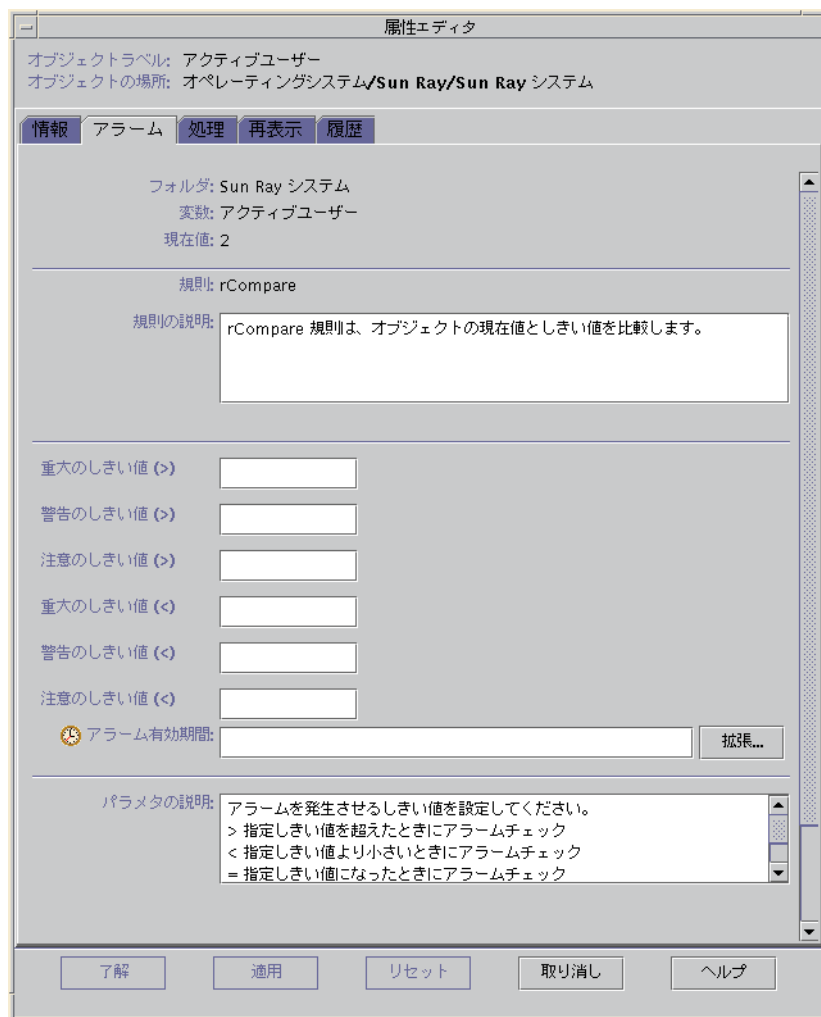 属性エディタ
オブジェクトラベル: アクティブユーザー
オブジェクトの場所: オペレーティングシステム/Sun Ray/Sun Ray システム
情報 アラーム 処理 再表示 履歴
フォルダ: Sun Ray システム
変数: アクティブユーザー
現在値: 2
規則: rCompare
規則の説明: rCompare 規則は、オブジェクトの現在値としきい値を比較します。
重大のしきい値 (>)
警告のしきい値 (>)
注意のしきい値 (>)
重大のしきい値 (<)
警告のしきい値 (<)
注意のしきい値 (<)
アラーム有効期間: 拡張...
パラメタの説明: アラームを発生させるしきい値を設定してください。
> 指定しきい値を超えたときにアラームチェック
< 指定しきい値より小さいときにアラームチェック
= 指定しきい値になったときにアラームチェック
了解 適用 リセット 取り消し ヘルプ